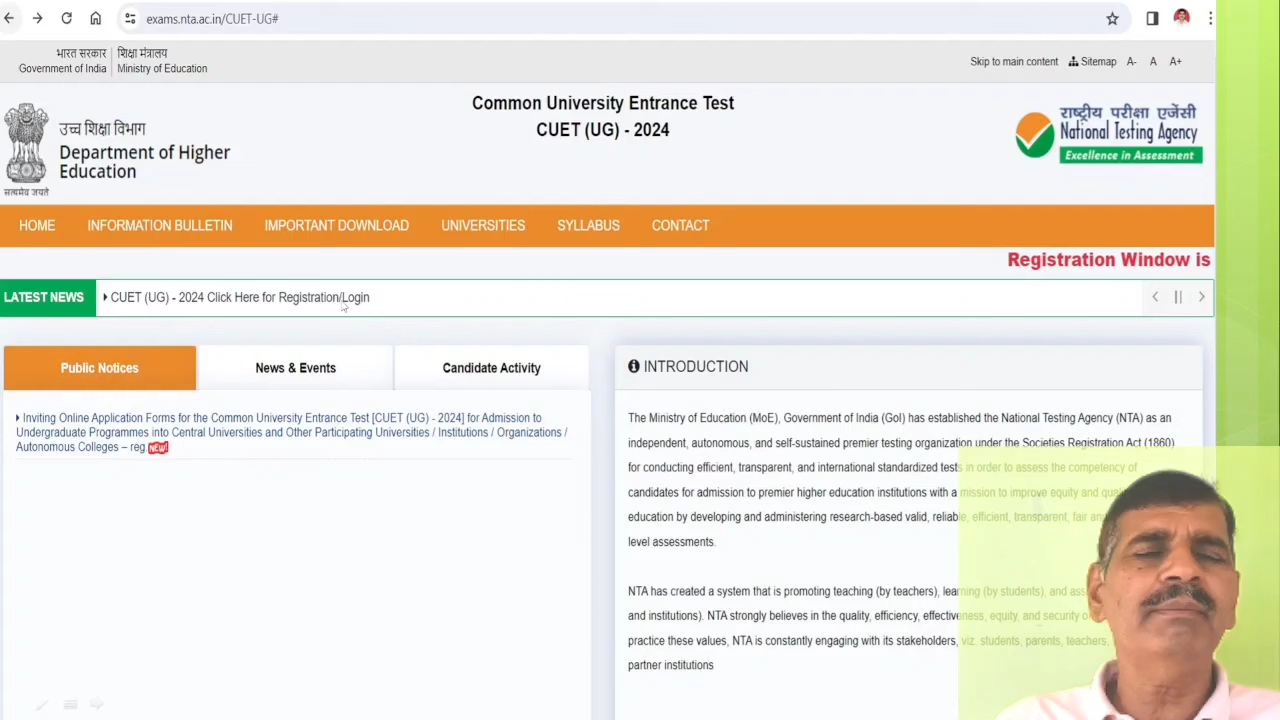 exams.nta.ac.in/CUET-UG#
भारत सरकार
Government of India
शिक्षा मंत्रालय
Ministry of Education
Skip to main content
Sitemap
A-
A
A+
सत्यमेव जयते
उच्च शिक्षा विभाग
Department of Higher
Education
Common University Entrance Test
CUET (UG) - 2024
राष्ट्रीय परीक्षा एजेंसी
National Testing Agency
Excellence in Assessment
HOME
INFORMATION BULLETIN
IMPORTANT DOWNLOAD
UNIVERSITIES
SYLLABUS
CONTACT
Registration Window is
LATEST NEWS
CUET (UG) - 2024 Click Here for Registration/Login
Public Notices
News & Events
Candidate Activity
Inviting Online Application Forms for the Common University Entrance Test [CUET (UG) - 2024] for Admission to
Undergraduate Programmes into Central Universities and Other Participating Universities / Institutions / Organizations /
Autonomous Colleges – reg NEW!
INTRODUCTION
The Ministry of Education (MoE), Government of India (GoI) has established the National Testing Agency (NTA) as an
independent, autonomous, and self-sustained premier testing organization under the Societies Registration Act (1860)
for conducting efficient, transparent, and international standardized tests in order to assess the competency of
candidates for admission to premier higher education institutions with a mission to improve equity and
education by developing and administering research-based valid, reliable, efficient, transparent, fair and
level assessments.
NTA has created a system that is promoting teaching (by teachers), learning (by students), and
and institutions). NTA strongly believes in the quality, efficiency, effectiveness, equity, and security
practice these values, NTA is constantly engaging with its stakeholders, viz. students, parents, teachers,
partner institutions